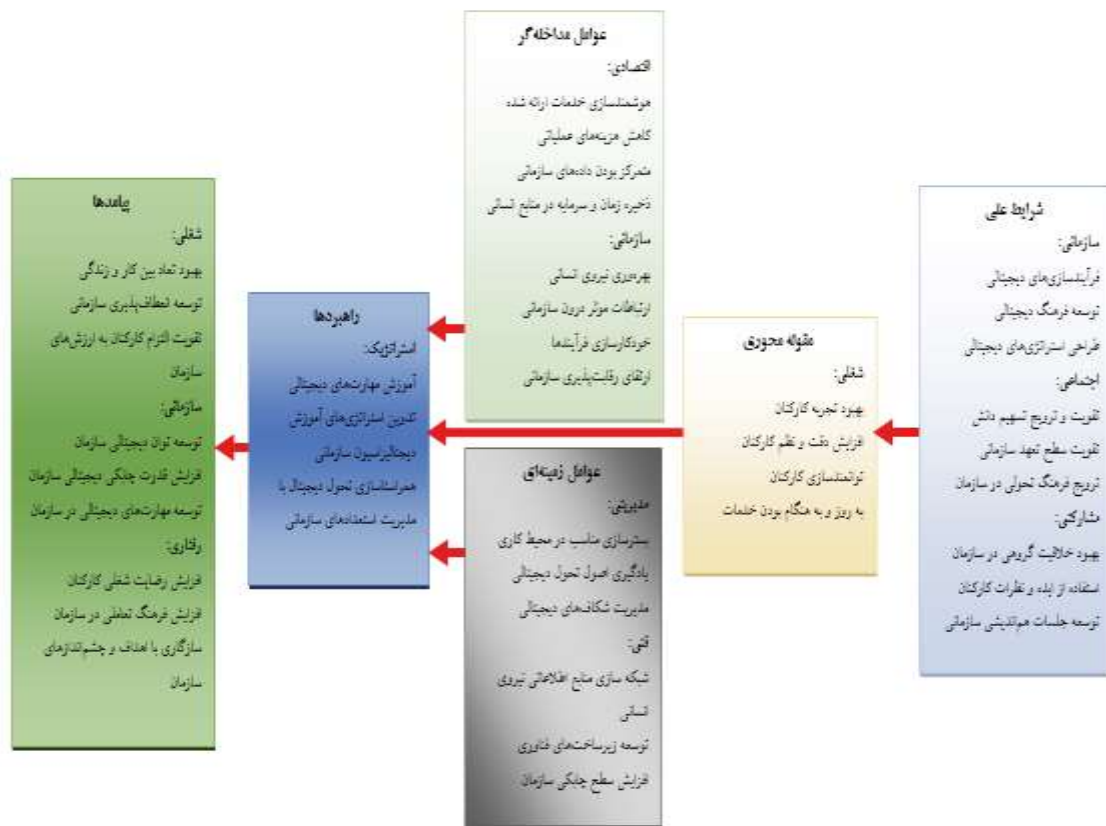 شرایط علی
سازمانی:
فرآیندسازی‌های دیجیتالی
توسعه فرهنگ دیجیتالی
طراحی استراتژی‌های دیجیتالی
اجتماعی:
تقویت و ترویج تسهیم دانش
تقویت سطح تعهد سازمانی
ترویج فرهنگ تحولی در سازمان
مشارکتی:
بهبود خلاقیت گروهی در سازمان
استفاده از ایده و نظرات کارکنان
توسعه جلسات هم‌اندیشی سازمانی
مقوله محوری
شغلی:
بهبود تجربه کارکنان
افزایش دقت و نظم کارکنان
توانمندسازی کارکنان
به روز و به هنگام بودن خدمات
عوامل مداخله‌گر
اقتصادی:
هوشمندسازی خدمات ارائه شده
کاهش هزینه‌های عملیاتی
متمرکز بودن داده‌های سازمانی
ذخیره زمان و سرمایه در منابع انسانی
سازمانی:
بهره‌وری نیروی انسانی
ارتباطات موثر درون سازمانی
خودکارسازی فرآیندها
ارتقای رقابت‌پذیری سازمانی
عوامل زمینه‌ای
مدیریتی:
بسترسازی مناسب در محیط کاری
یادگیری اصول تحول دیجیتالی
مدیریت شکاف‌های دیجیتالی
فنی:
شبکه سازی منابع اطلاعاتی نیروی
انسانی
توسعه زیرساخت‌های فناوری
افزایش سطح چابکی سازمان
راهبردها
استراتژیک:
آموزش مهارت‌های دیجیتالی
تدوین استراتژی‌های آموزش
دیجیتالیزاسیون سازمانی
همراستاسازی تحول دیجیتال با
مدیریت استعدادهای سازمانی
پیامدها
شغلی:
بهبود تعاد بین کار و زندگی
توسعه انعطاف‌پذیری سازمانی
تقویت التزام کارکنان به ارزش‌های
سازمان
سازمانی:
توسعه توان دیجیتالی سازمان
افزایش قدرت چابکی دیجیتالی سازمان
توسعه مهارت‌های دیجیتالی در سازمان
رفتاری:
افزایش رضایت شغلی کارکنان
افزایش فرهنگ تعاملی در سازمان
سازگاری با اهداف و چشم‌اندازهای
سازمان